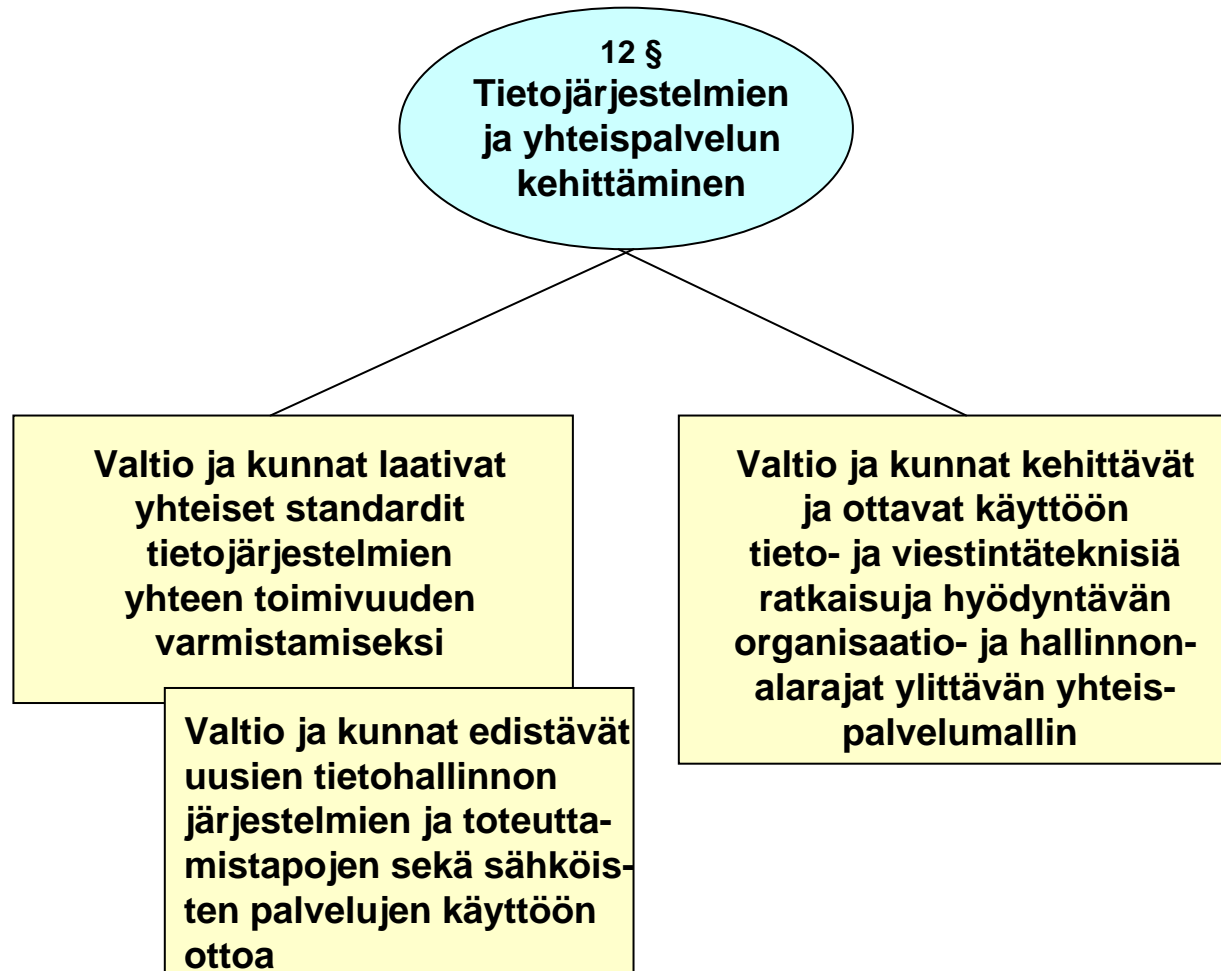 12 §
Tietojärjestelmien
ja yhteispalvelun
kehittäminen
Valtio ja kunnat laativat
yhteiset standardit
tietojärjestelmien
yhteen toimivuuden
varmistamiseksi
Valtio ja kunnat edistävät
uusien tietohallinnon
järjestelmien ja toteutta-
mistapojen sekä sähköis-
ten palvelujen käyttöön
ottoa
Valtio ja kunnat kehittävät
ja ottavat käyttöön
tieto- ja viestintäteknisiä
ratkaisuja hyödyntävän
organisaatio- ja hallinnon-
alarajat ylittävän yhteis-
palvelumallin